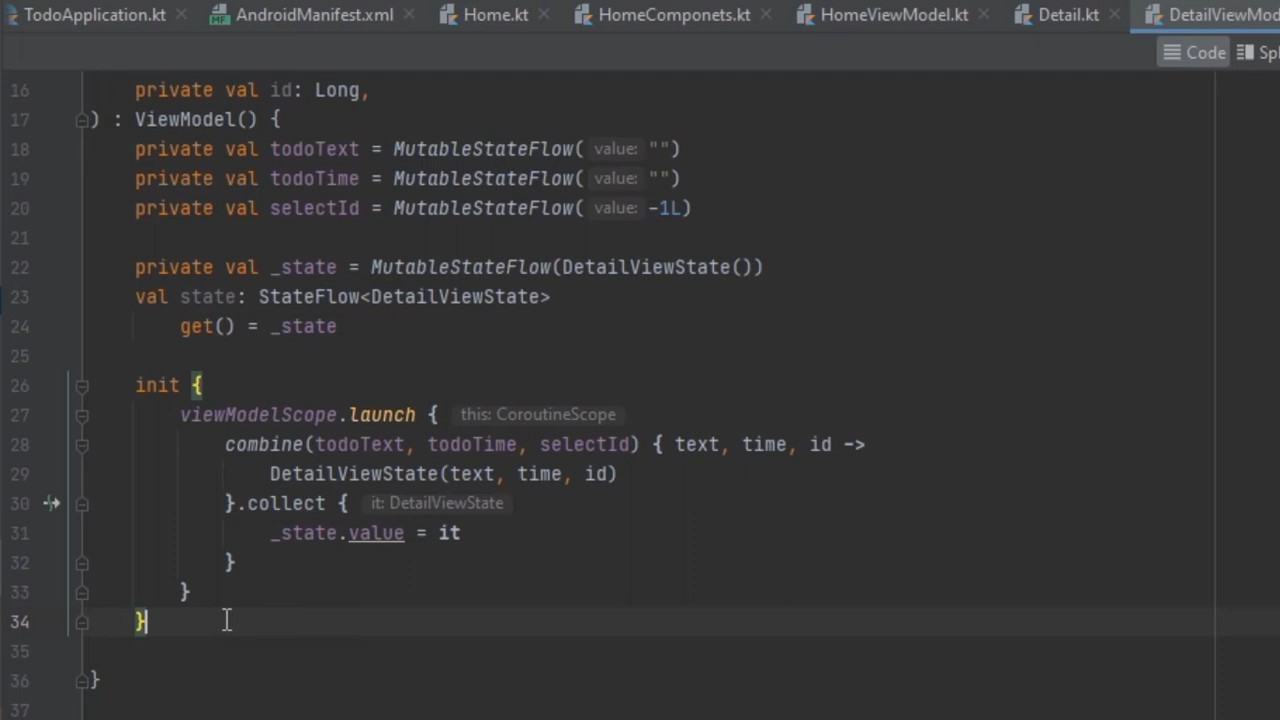 TodoApplication.kt AndroidManifest.xml Home.kt HomeComponets.kt HomeViewModel.kt Detail.kt DetailViewMod
Code Spl
16 private val id: Long,
17 ) : ViewModel() {
18 private val todoText = MutableStateFlow( value: "")
19 private val todoTime = MutableStateFlow( value: "")
20 private val selectId = MutableStateFlow( value: -1L)
21
22 private val _state = MutableStateFlow(DetailViewState())
23 val state: StateFlow<DetailViewState>
24 get() = _state
25
26 init {
27 viewModelScope.launch { this: CoroutineScope
28 combine(todoText, todoTime, selectId) { text, time, id ->
29 DetailViewState(text, time, id)
30 }.collect { it: DetailViewState
31 _state.value = it
32 }
33 }
34 }
35
36 }
37